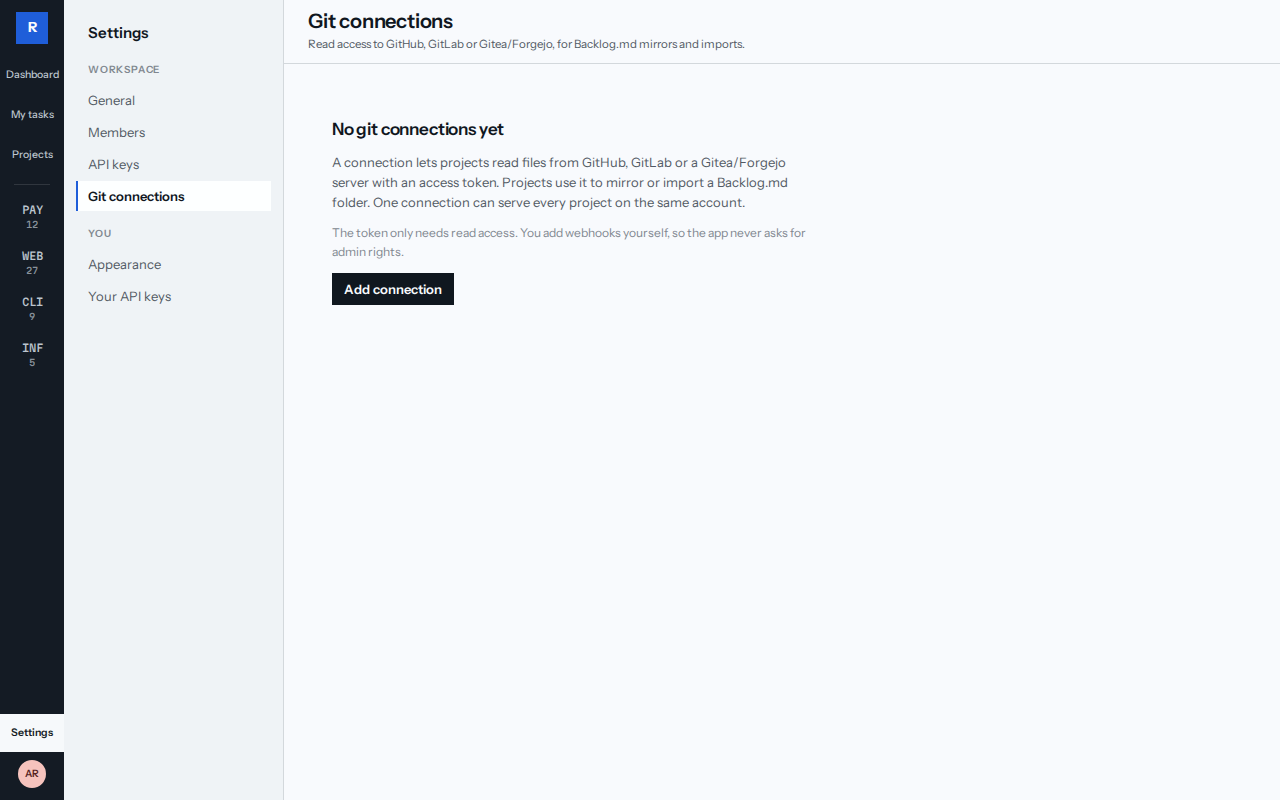 R
Dashboard
My tasks
Projects
PAY
12
WEB
27
CLI
9
INF
5
Settings
AR
Settings
WORKSPACE
General
Members
API keys
Git connections
YOU
Appearance
Your API keys
Git connections
Read access to GitHub, GitLab or Gitea/Forgejo, for Backlog.md mirrors and imports.
No git connections yet
A connection lets projects read files from GitHub, GitLab or a Gitea/Forgejo
server with an access token. Projects use it to mirror or import a Backlog.md
folder. One connection can serve every project on the same account.
The token only needs read access. You add webhooks yourself, so the app never asks for
admin rights.
Add connection